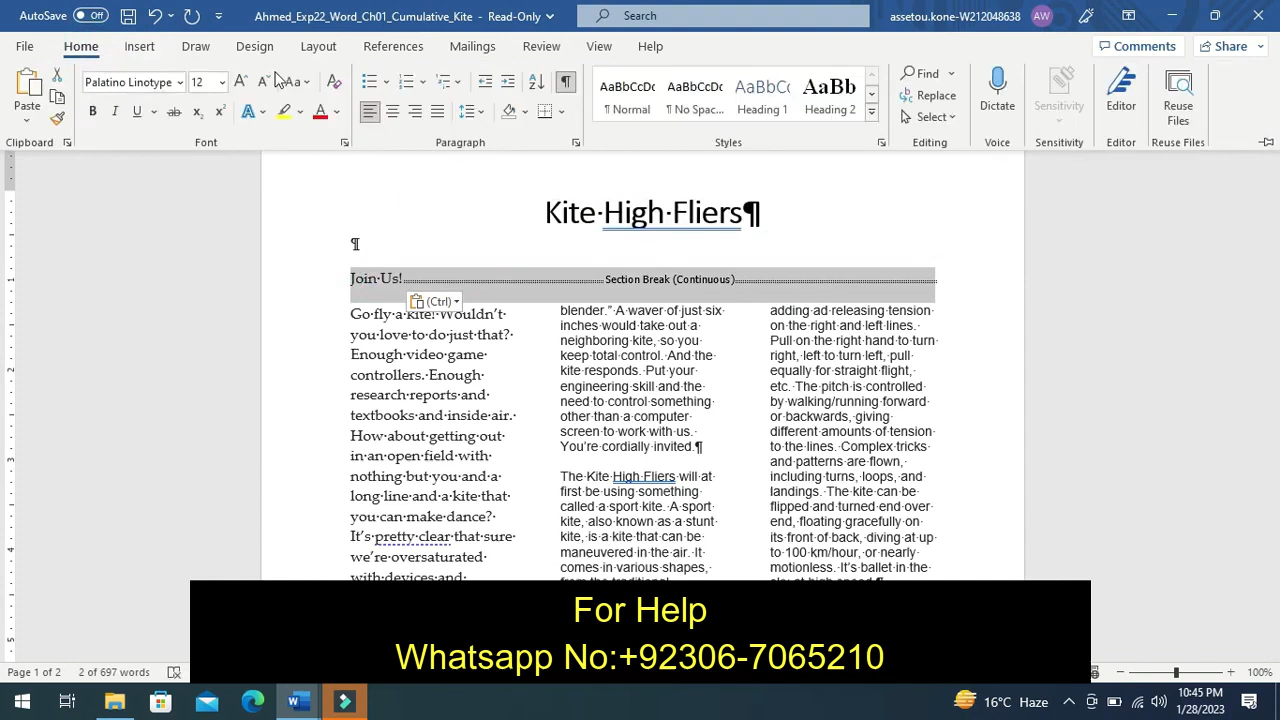 AutoSave Off Ahmed_Exp22_Word_Ch01_Cumulative_Kite - Read-Only Search assetou.kone-W212048638 AW
File Home Insert Draw Design Layout References Mailings Review View Help Comments Share
Paste Palatino Linotype 12 A A Aa A
B I U ab x₂ x² A A
AaBbCcDc AaBbCcDc AaBbCc AaBb
¶ Normal ¶ No Spac... Heading 1 Heading 2
Find
Replace
Select
Dictate Sensitivity Editor Reuse Files
Clipboard Font Paragraph Styles Editing Voice Sensitivity Editor Reuse Files
Kite·High·Fliers¶
¶
Join·Us! Section Break (Continuous)
(Ctrl)
Go·fly·a·kite!·Wouldn't·
you·love·to·do·just·that?·
Enough·video·game·
controllers.·Enough·
research·reports·and·
textbooks·and·inside·air.·
How·about·getting·out·
in·an·open·field·with·
nothing·but·you·and·a·
long·line·and·a·kite·that·
you·can·make·dance?·
It's·pretty·clear·that·sure·
we're·oversaturated·
with·devices·and·
blender."·A·waver·of·just·six·
inches·would·take·out·a·
neighboring·kite,·so·you·
keep·total·control.·And·the·
kite·responds.·Put·your·
engineering·skill·and·the·
need·to·control·something·
other·than·a·computer·
screen·to·work·with·us.·
You're·cordially·invited.¶
The·Kite·High·Fliers·will·at·
first·be·using·something·
called·a·sport·kite.·A·sport·
kite,·also·known·as·a·stunt·
kite,·is·a·kite·that·can·be·
maneuvered·in·the·air.·It·
comes·in·various·shapes,·
from·the·traditional·
adding·ad·releasing·tension·
on·the·right·and·left·lines.·
Pull·on·the·right·hand·to·turn·
right,·left·to·turn·left,·pull·
equally·for·straight·flight,·
etc.·The·pitch·is·controlled·
by·walking/running·forward·
or·backwards,·giving·
different·amounts·of·tension·
to·the·lines.·Complex·tricks·
and·patterns·are·flown,·
including·turns,·loops,·and·
landings.·The·kite·can·be·
flipped·and·turned·end·over·
end,·floating·gracefully·on·
its·front·of·back,·diving·at·up·
to·100·km/hour,·or·nearly·
motionless.·It's·ballet·in·the·
sky·at·high·speed.¶
For Help
Whatsapp No:+92306-7065210
Page 1 of 2 2 of 697 words 100%
16°C Haze 10:45 PM
1/28/2023